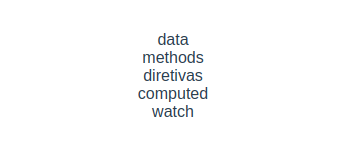 data
methods
diretivas
computed
watch